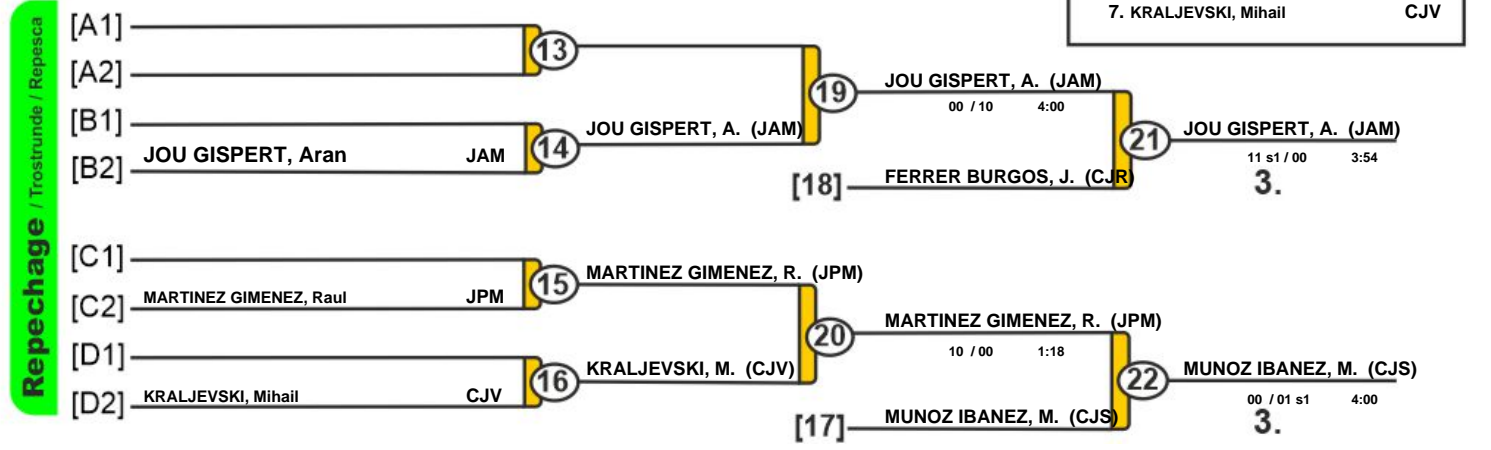 7. KRALJEVSKI, Mihail CJV
Repechage / Trostrunde / Repesca
[A1]
13
[A2]
19
JOU GISPERT, A. (JAM)
00 / 10 4:00
[B1]
JOU GISPERT, A. (JAM)
14
[B2] JOU GISPERT, Aran JAM
21
JOU GISPERT, A. (JAM)
11 s1 / 00 3:54
3.
[18] FERRER BURGOS, J. (CJR)
[C1]
15
MARTINEZ GIMENEZ, R. (JPM)
[C2] MARTINEZ GIMENEZ, Raul JPM
20
MARTINEZ GIMENEZ, R. (JPM)
10 / 00 1:18
[D1]
16
KRALJEVSKI, M. (CJV)
[D2] KRALJEVSKI, Mihail CJV
22
MUNOZ IBANEZ, M. (CJS)
00 / 01 s1 4:00
3.
[17] MUNOZ IBANEZ, M. (CJS)